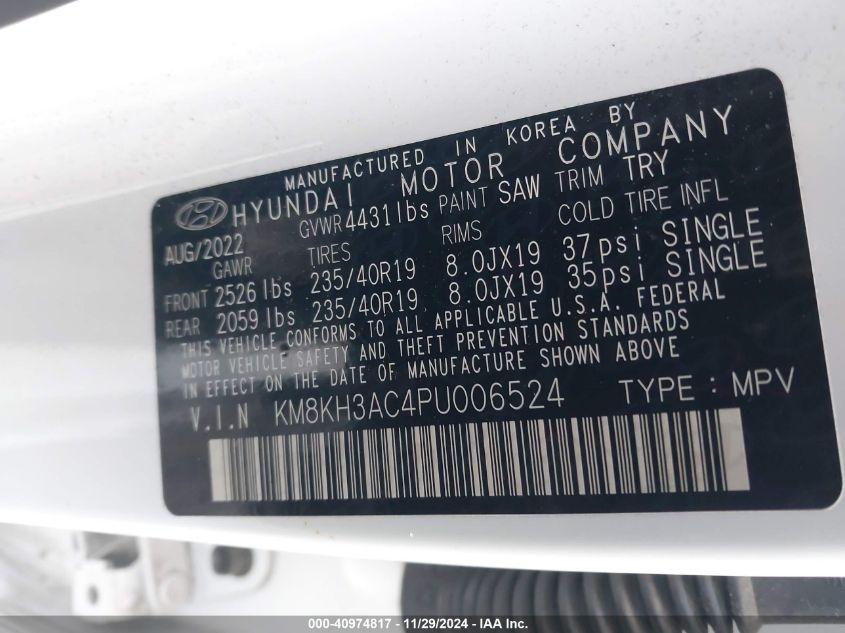 MANUFACTURED IN KOREA BY
HYUNDAI MOTOR COMPANY
AUG/2022 GVWR 4431 lbs PAINT SAW TRIM TRY
GAWR TIRES RIMS COLD TIRE INFL
FRONT 2526 lbs 235/40R19 8.0JX19 37psi SINGLE
REAR 2059 lbs 235/40R19 8.0JX19 35psi SINGLE
THIS VEHICLE CONFORMS TO ALL APPLICABLE U.S.A. FEDERAL
MOTOR VEHICLE SAFETY AND THEFT PREVENTION STANDARDS
IN EFFECT ON THE DATE OF MANUFACTURE SHOWN ABOVE
V.I.N KM8KH3AC4PU006524 TYPE : MPV
000-40974817 - 11/29/2024 - IAA Inc.